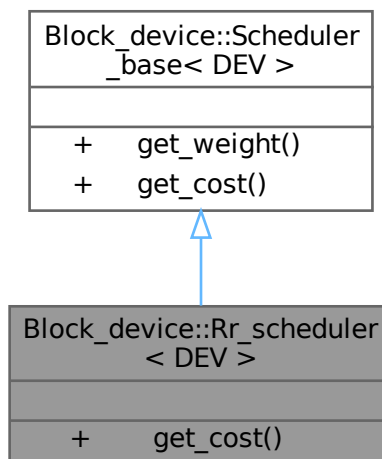 Block_device::Scheduler
_base< DEV >
+ get_weight()
+ get_cost()
Block_device::Rr_scheduler
< DEV >
+ get_cost()